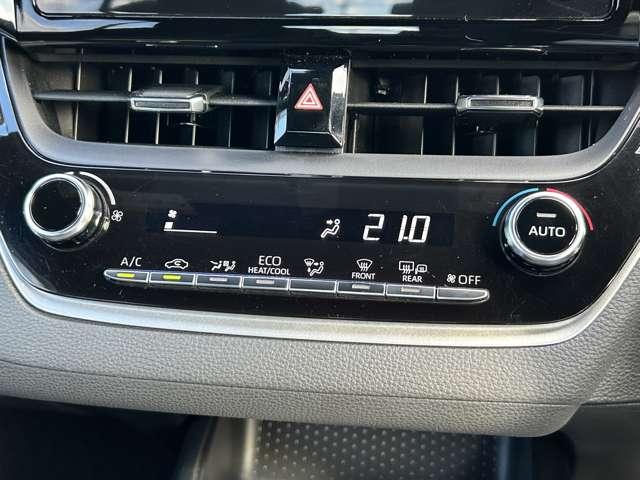 21.0
AUTO
A/C
ECO
HEAT/COOL
FRONT
REAR
OFF